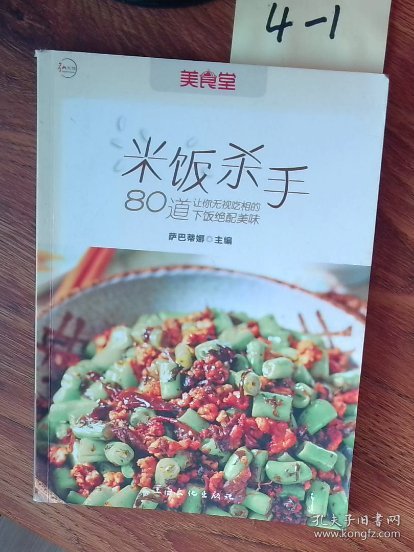 4-1
美食堂
米饭杀手
80道
让你无视吃相的
下饭绝配美味
萨巴蒂娜 主编
孔夫子旧书网
www.kongfz.com